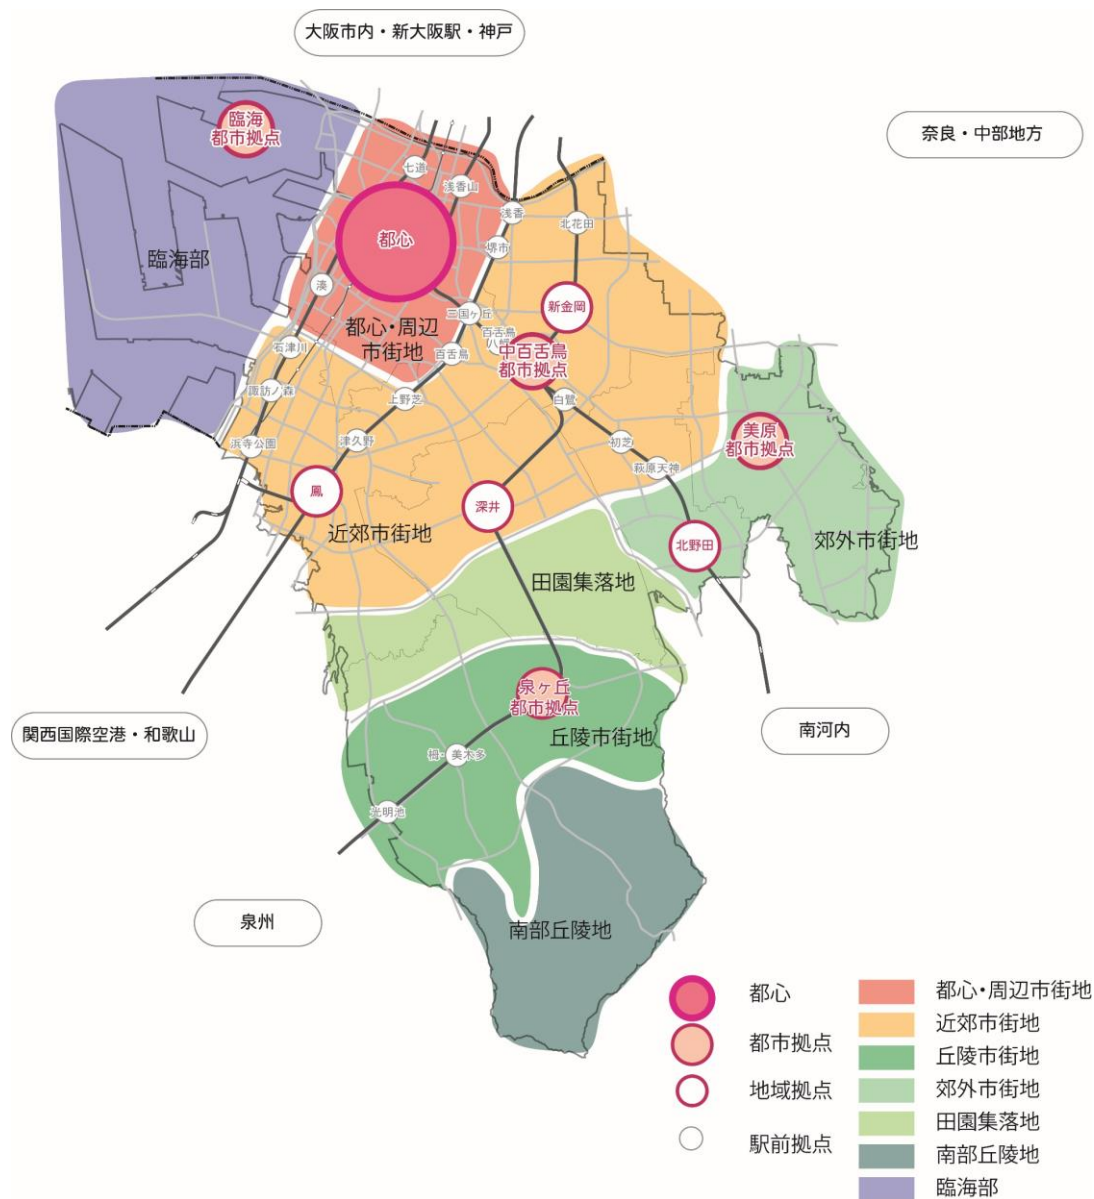 大阪市内・新大阪駅・神戸
臨海
都市拠点
奈良・中部地方
七道
浅香山
浅香
北花田
都心
堺市
臨海部
湊
新金岡
三国ヶ丘
都心・周辺
市街地
百舌鳥
八幡
石津川
百舌鳥
中百舌鳥
都市拠点
諏訪ノ森
上野芝
白鷺
浜寺公園
津久野
初芝
美原
都市拠点
萩原天神
鳳
深井
近郊市街地
北野田
郊外市街地
田園集落地
泉ヶ丘
都市拠点
関西国際空港・和歌山
南河内
丘陵市街地
栂・美木多
光明池
泉州
南部丘陵地
都心
都市拠点
地域拠点
駅前拠点
都心・周辺市街地
近郊市街地
丘陵市街地
郊外市街地
田園集落地
南部丘陵地
臨海部